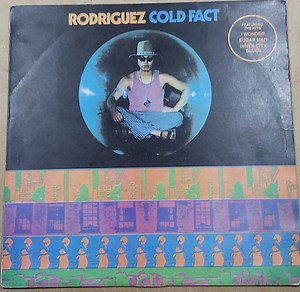 RODRIGUEZ COLD FACT
FEATURING
THE HITS
I WONDER
SUGAR MAN
INNER CITY
BLUES